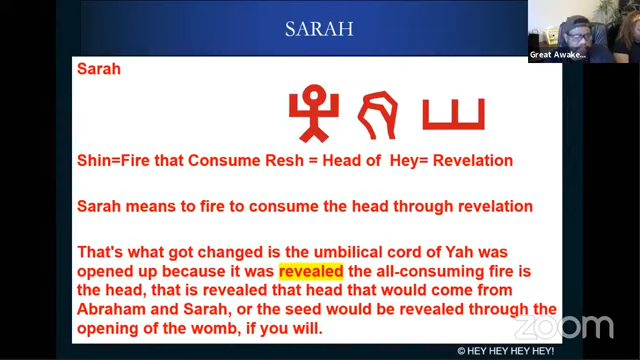 SARAH
Great Awake...
Sarah
Shin=Fire that Consume Resh = Head of Hey= Revelation
Sarah means to fire to consume the head through revelation
That's what got changed is the umbilical cord of Yah was
opened up because it was revealed the all-consuming fire is
the head, that is revealed that head that would come from
Abraham and Sarah, or the seed would be revealed through the
opening of the womb, if you will.
zoom
© HEY HEY HEY HEY!